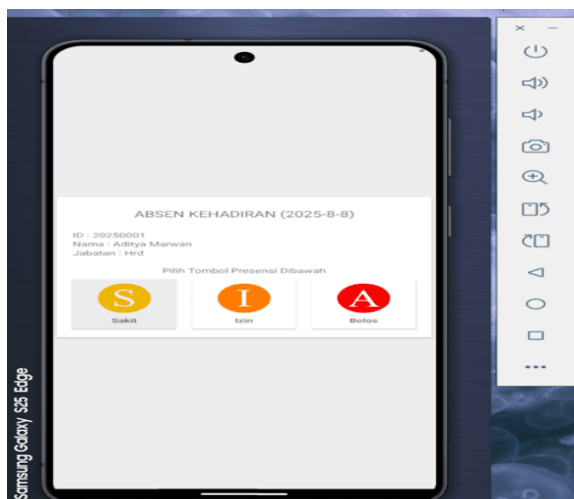 ABSEN KEHADIRAN (2025-8-8)
ID : 20250001
Nama : Aditya Marwan
Jabatan : Hrd
Pilih Tombol Presensi Dibawah
S I A
Sakit Izin Bolos
Samsung Galaxy S25 Edge